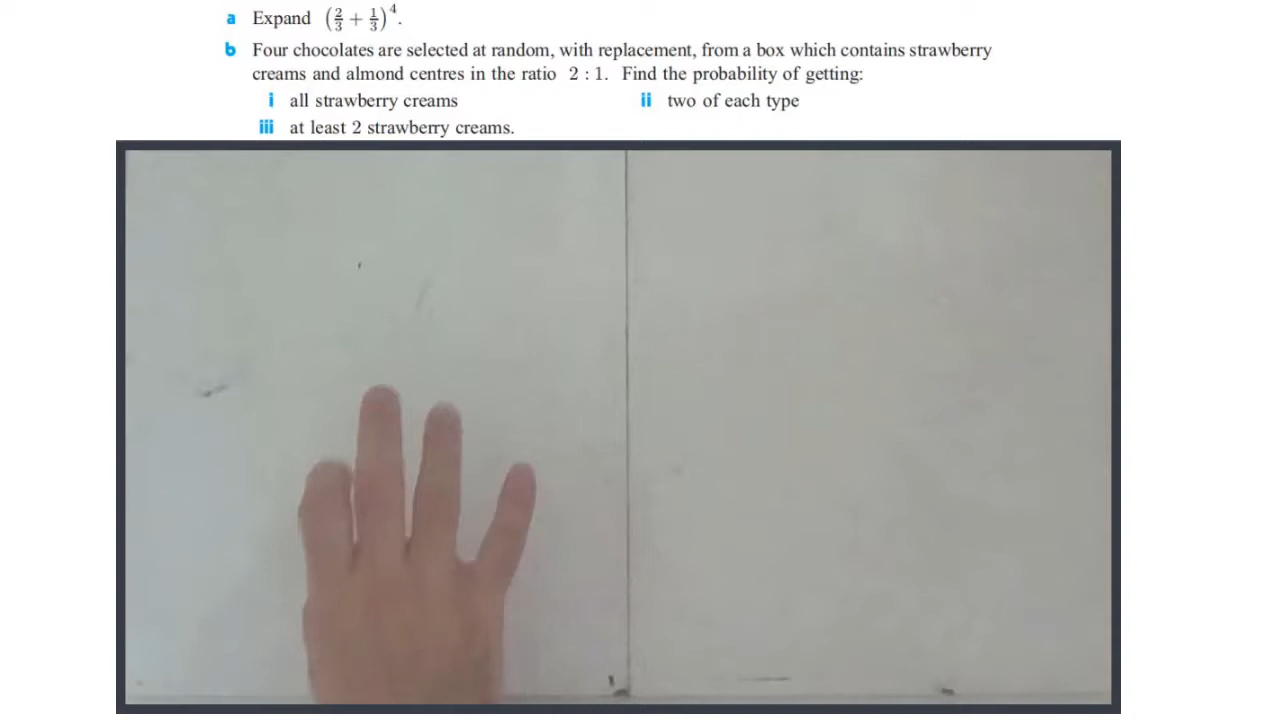 a Expand (2/3 + 1/3)^4.
b Four chocolates are selected at random, with replacement, from a box which contains strawberry
creams and almond centres in the ratio 2 : 1. Find the probability of getting:
i all strawberry creams ii two of each type
iii at least 2 strawberry creams.